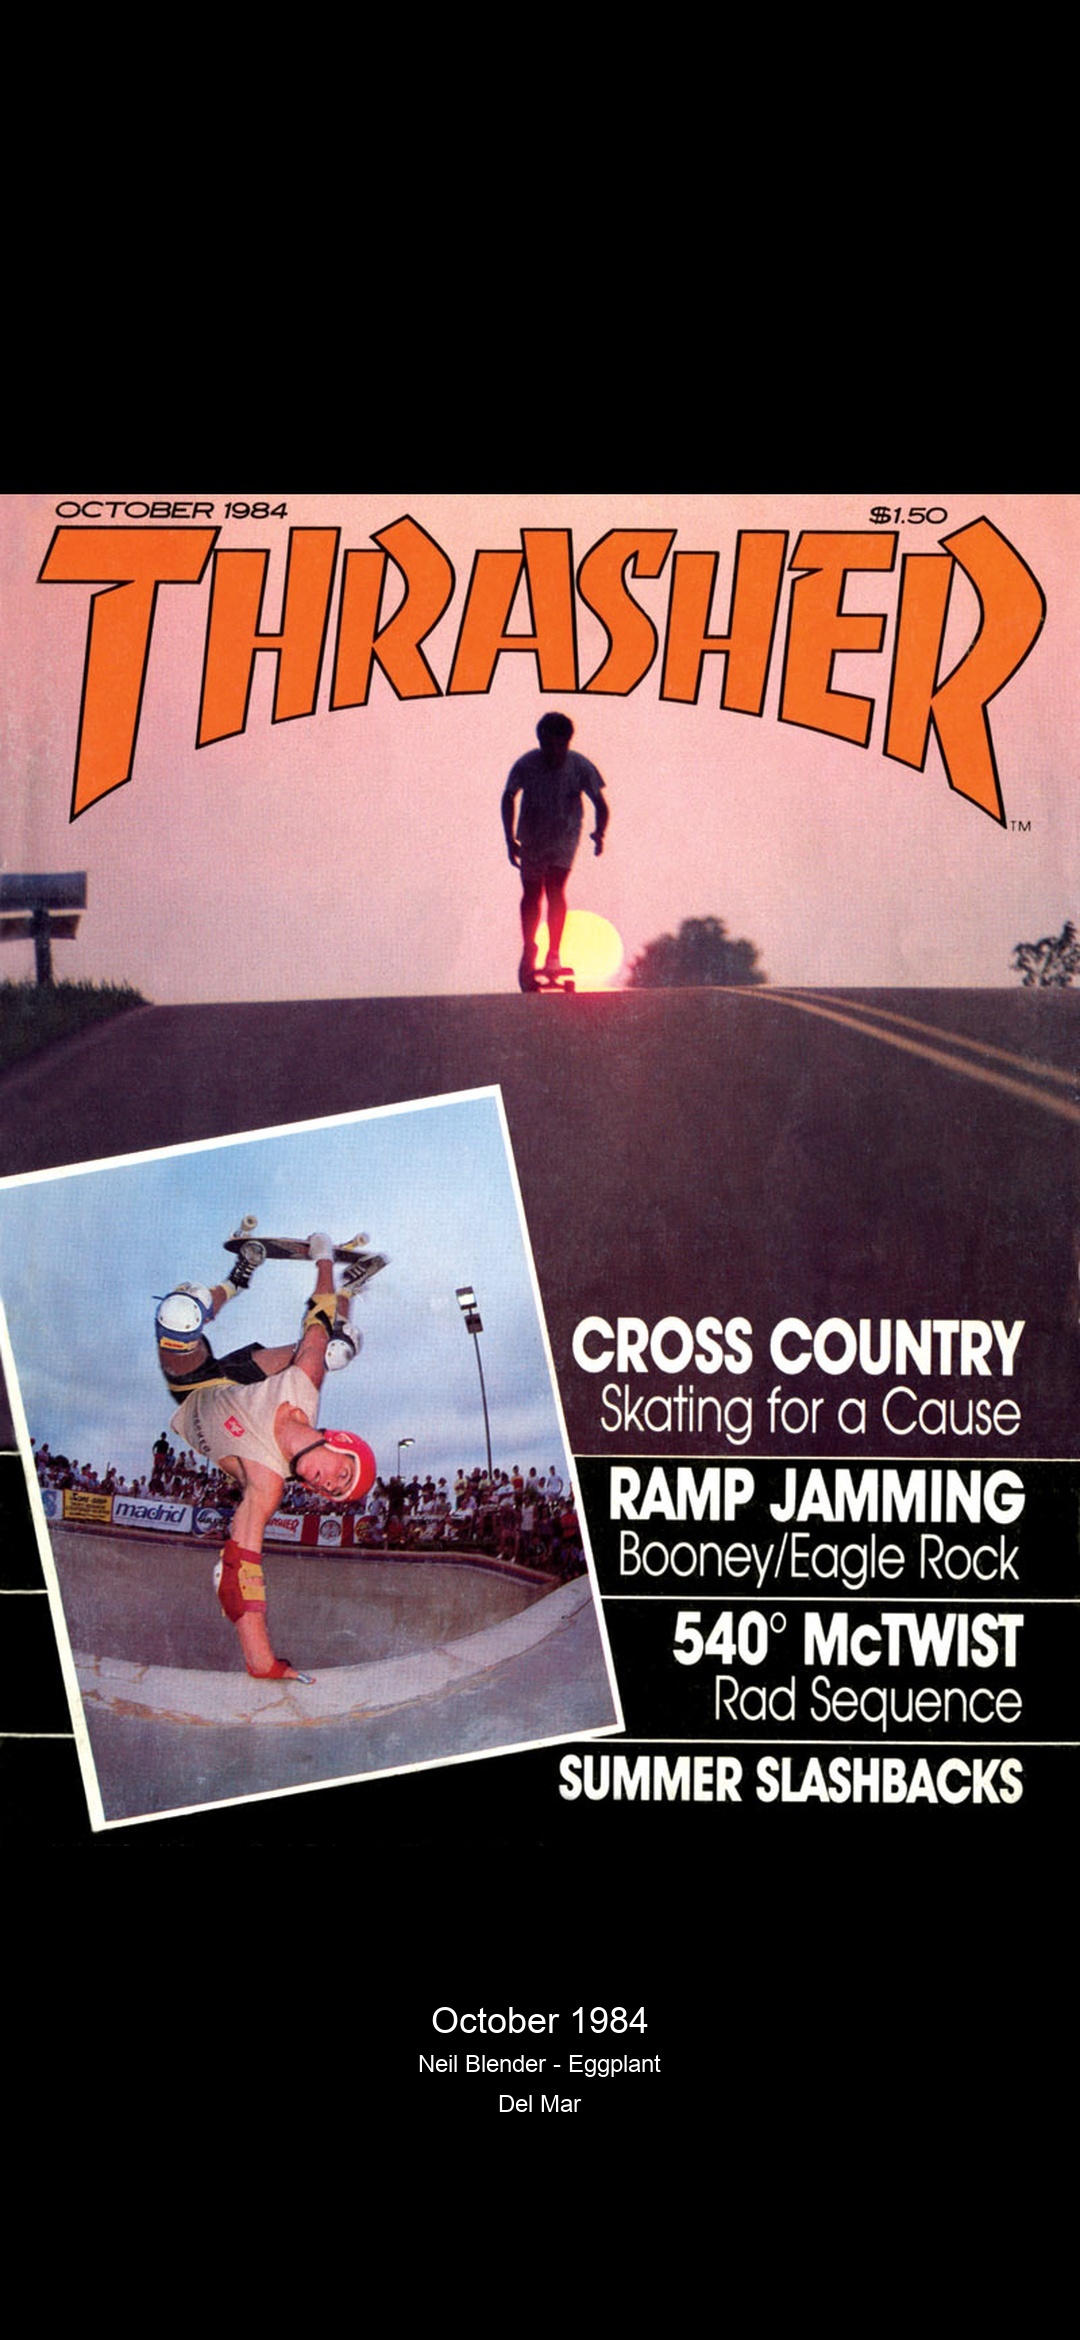 OCTOBER 1984
$1.50
THRASHER
TM
madrid
CROSS COUNTRY
Skating for a Cause
RAMP JAMMING
Booney/Eagle Rock
540° McTWIST
Rad Sequence
SUMMER SLASHBACKS
October 1984
Neil Blender - Eggplant
Del Mar